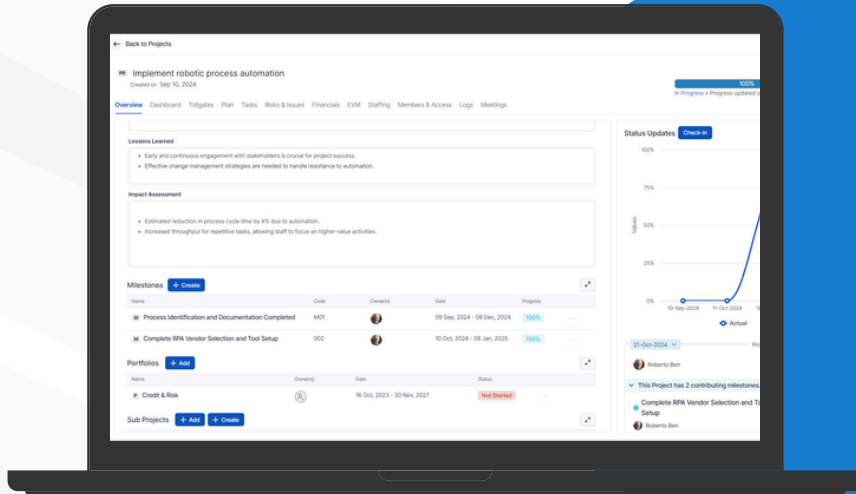 ← Back to Projects
PR Implement robotic process automation
Created on Sep 10, 2024
100%
In Progress • Progress updated
Overview Dashboard Tollgates Plan Tasks Risks & Issues Financials EVM Staffing Members & Access Logs Meetings
Lessons Learned
• Early and continuous engagement with stakeholders is crucial for project success.
• Effective change management strategies are needed to handle resistance to automation.
Impact Assessment
• Estimated reduction in process cycle time by X% due to automation.
• Increased throughput for repetitive tasks, allowing staff to focus on higher-value activities.
Milestones + Create
Name Code Owner(s) Date Progress
M Process Identification and Documentation Completed M01 09 Sep, 2024 - 08 Dec, 2024 100%
M Complete RPA Vendor Selection and Tool Setup 002 10 Oct, 2024 - 08 Jan, 2025 100%
Portfolios + Add
Name Owner(s) Date Status
P Credit & Risk 16 Oct, 2023 - 30 Nov, 2027 Not Started
Sub Projects + Add + Create
Status Updates Check-In
100%
75%
50%
25%
0%
Values
10-Sep-2024 11-Oct-2024
Actual
21-Oct-2024
Roberto Ben
This Project has 2 contributing milestones.
Complete RPA Vendor Selection and
Setup
Roberto Ben